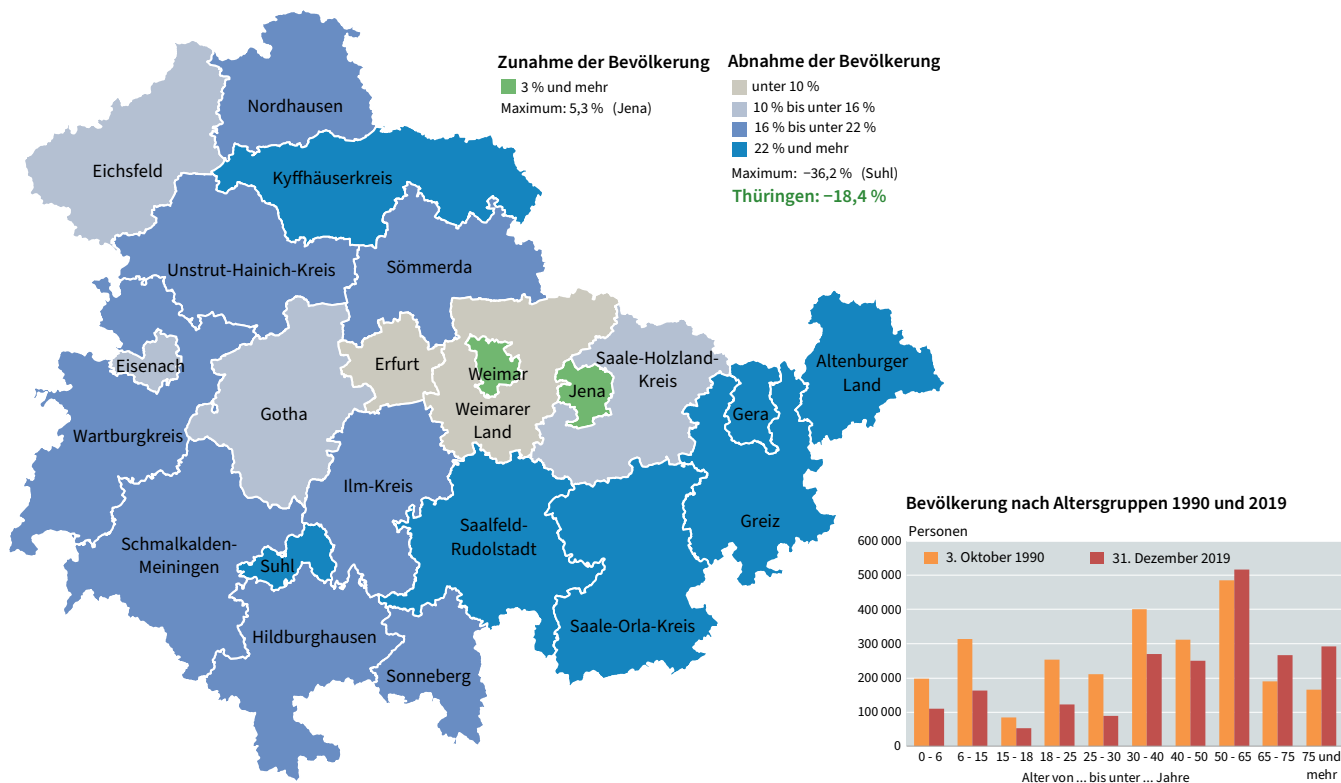 Zunahme der Bevölkerung
3 % und mehr
Maximum: 5,3 % (Jena)
Abnahme der Bevölkerung
unter 10 %
10 % bis unter 16 %
16 % bis unter 22 %
22 % und mehr
Maximum: −36,2 % (Suhl)
Thüringen: −18,4 %
Nordhausen
Eichsfeld
Kyffhäuserkreis
Unstrut-Hainich-Kreis
Sömmerda
Eisenach
Erfurt
Weimar
Saale-Holzland-
Kreis
Altenburger
Land
Jena
Gotha
Weimarer
Land
Gera
Wartburgkreis
Ilm-Kreis
Saalfeld-
Rudolstadt
Greiz
Schmalkalden-
Meiningen
Suhl
Hildburghausen
Saale-Orla-Kreis
Sonneberg
Bevölkerung nach Altersgruppen 1990 und 2019
Personen
3. Oktober 1990
31. Dezember 2019
600 000
500 000
400 000
300 000
200 000
100 000
0
0 - 6
6 - 15
15 - 18
18 - 25
25 - 30
30 - 40
40 - 50
50 - 65
65 - 75
75 und
mehr
Alter von ... bis unter ... Jahre